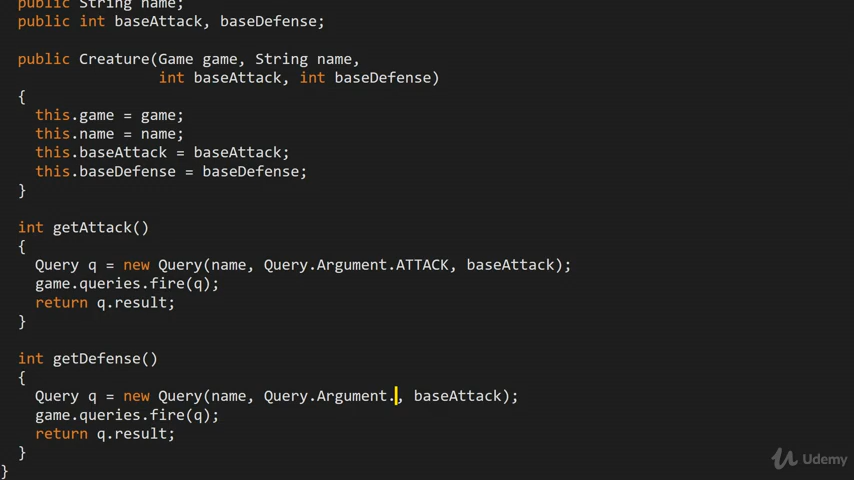 public String name;
public int baseAttack, baseDefense;
public Creature(Game game, String name,
int baseAttack, int baseDefense)
{
this.game = game;
this.name = name;
this.baseAttack = baseAttack;
this.baseDefense = baseDefense;
}
int getAttack()
{
Query q = new Query(name, Query.Argument.ATTACK, baseAttack);
game.queries.fire(q);
return q.result;
}
int getDefense()
{
Query q = new Query(name, Query.Argument., baseAttack);
game.queries.fire(q);
return q.result;
}
}
Udemy